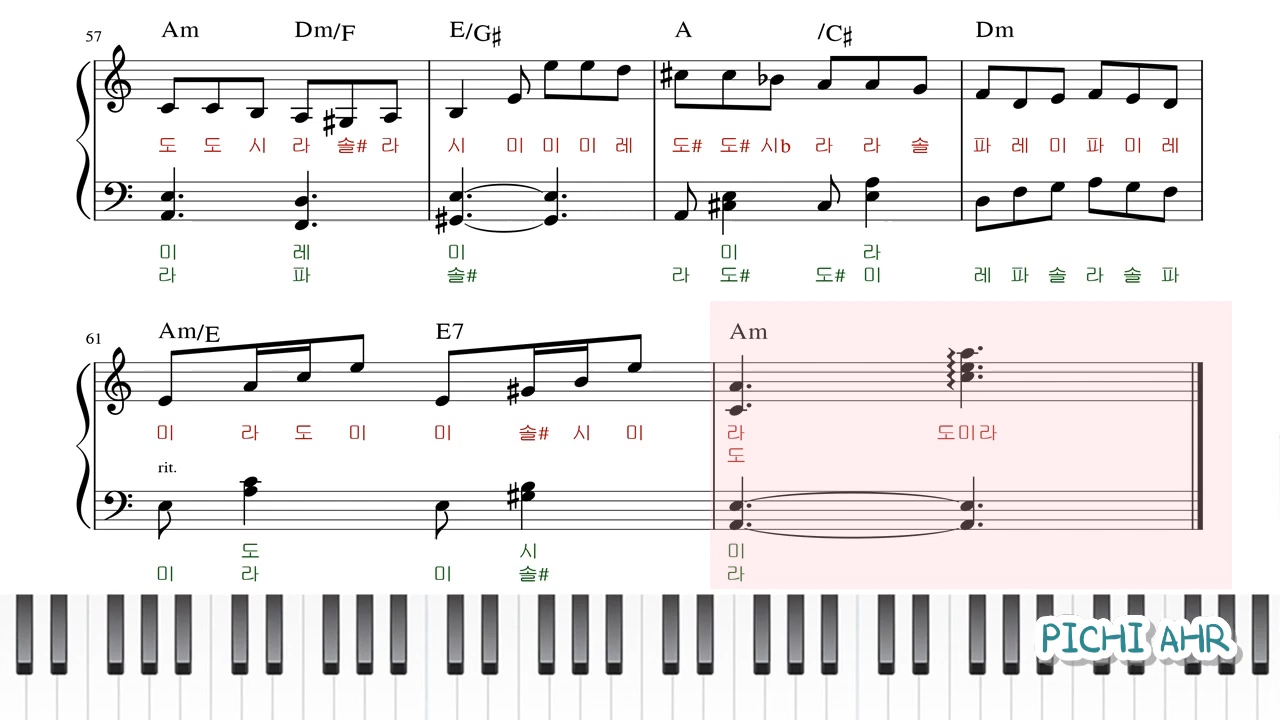 57 Am Dm/F E/G♯ A /C♯ Dm
도 도 시 라 솔# 라 시 미 미 미 레 도# 도# 시b 라 라 솔 파 레 미 파 미 레
미 레 미 미 라
라 파 솔# 라 도# 도# 미 레 파 솔 라 솔 파
61 Am/E E7 Am
미 라 도 미 미 솔# 시 미 라 도미라
도
rit.
도 시 미
미 라 미 솔# 라
PICHI AHR